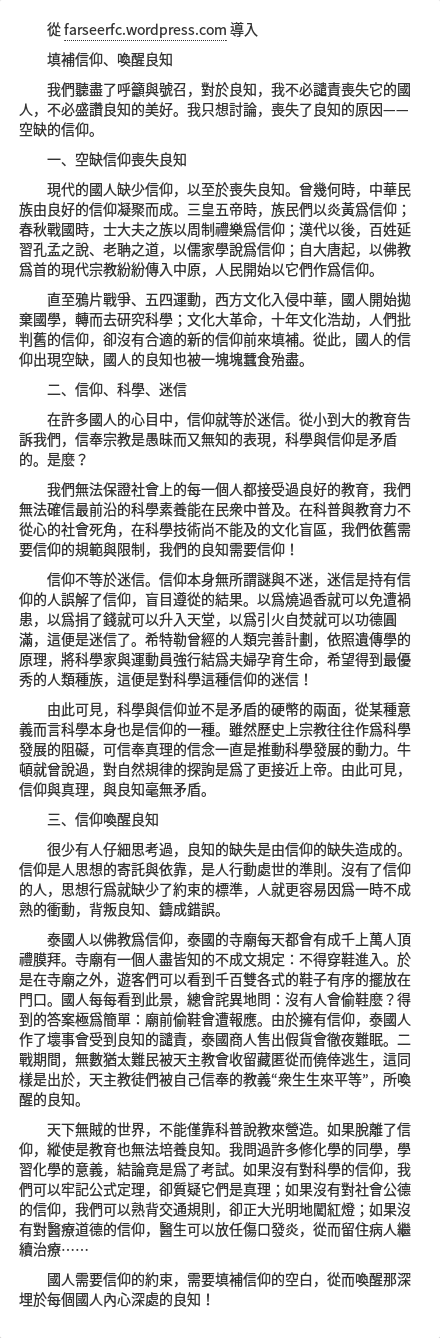 從 farseerfc.wordpress.com 導入
填補信仰、喚醒良知
我們聽盡了呼籲與號召，對於良知，我不必譴責喪失它的國
人，不必盛讚良知的美好。我只想討論，喪失了良知的原因——
空缺的信仰。
一、空缺信仰喪失良知
現代的國人缺少信仰，以至於喪失良知。曾幾何時，中華民
族由良好的信仰凝聚而成。三皇五帝時，族民們以炎黃爲信仰；
春秋戰國時，士大夫之族以周制禮樂爲信仰；漢代以後，百姓延
習孔孟之說、老聃之道，以儒家學說爲信仰；自大唐起，以佛教
爲首的現代宗教紛紛傳入中原，人民開始以它們作爲信仰。
直至鴉片戰爭、五四運動，西方文化入侵中華，國人開始拋
棄國學，轉而去研究科學；文化大革命，十年文化浩劫，人們批
判舊的信仰，卻沒有合適的新的信仰前來填補。從此，國人的信
仰出現空缺，國人的良知也被一塊塊蠶食殆盡。
二、信仰、科學、迷信
在許多國人的心目中，信仰就等於迷信。從小到大的教育告
訴我們，信奉宗教是愚昧而又無知的表現，科學與信仰是矛盾
的。是麼？
我們無法保證社會上的每一個人都接受過良好的教育，我們
無法確信最前沿的科學素養能在民衆中普及。在科普與教育力不
從心的社會死角，在科學技術尚不能及的文化盲區，我們依舊需
要信仰的規範與限制，我們的良知需要信仰！
信仰不等於迷信。信仰本身無所謂謎與不迷，迷信是持有信
仰的人誤解了信仰，盲目遵從的結果。以爲燒過香就可以免遭禍
患，以爲捐了錢就可以升入天堂，以爲引火自焚就可以功德圓
滿，這便是迷信了。希特勒曾經的人類完善計劃，依照遺傳學的
原理，將科學家與運動員強行結爲夫婦孕育生命，希望得到最優
秀的人類種族，這便是對科學這種信仰的迷信！
由此可見，科學與信仰並不是矛盾的硬幣的兩面，從某種意
義而言科學本身也是信仰的一種。雖然歷史上宗教往往作爲科學
發展的阻礙，可信奉真理的信念一直是推動科學發展的動力。牛
頓就曾說過，對自然規律的探詢是爲了更接近上帝。由此可見，
信仰與真理，與良知毫無矛盾。
三、信仰喚醒良知
很少有人仔細思考過，良知的缺失是由信仰的缺失造成的。
信仰是人思想的寄託與依靠，是人行動處世的準則。沒有了信仰
的人，思想行爲就缺少了約束的標準，人就更容易因爲一時不成
熟的衝動，背叛良知、鑄成錯誤。
泰國人以佛教爲信仰，泰國的寺廟每天都會有成千上萬人頂
禮膜拜。寺廟有一個人盡皆知的不成文規定：不得穿鞋進入。於
是在寺廟之外，遊客們可以看到千百雙各式的鞋子有序的擺放在
門口。國人每每看到此景，總會詫異地問：沒有人會偷鞋麼？得
到的答案極爲簡單：廟前偷鞋會遭報應。由於擁有信仰，泰國人
作了壞事會受到良知的譴責，泰國商人售出假貨會徹夜難眠。二
戰期間，無數猶太難民被天主教會收留藏匿從而僥倖逃生，這同
樣是出於，天主教徒們被自己信奉的教義“衆生生來平等”，所喚
醒的良知。
天下無賊的世界，不能僅靠科普說教來營造。如果脫離了信
仰，縱使是教育也無法培養良知。我問過許多修化學的同學，學
習化學的意義，結論竟是爲了考試。如果沒有對科學的信仰，我
們可以牢記公式定理，卻質疑它們是真理；如果沒有對社會公德
的信仰，我們可以熟背交通規則，卻正大光明地闖紅燈；如果沒
有對醫療道德的信仰，醫生可以放任傷口發炎，從而留住病人繼
續治療……
國人需要信仰的約束，需要填補信仰的空白，從而喚醒那深
埋於每個國人內心深處的良知！